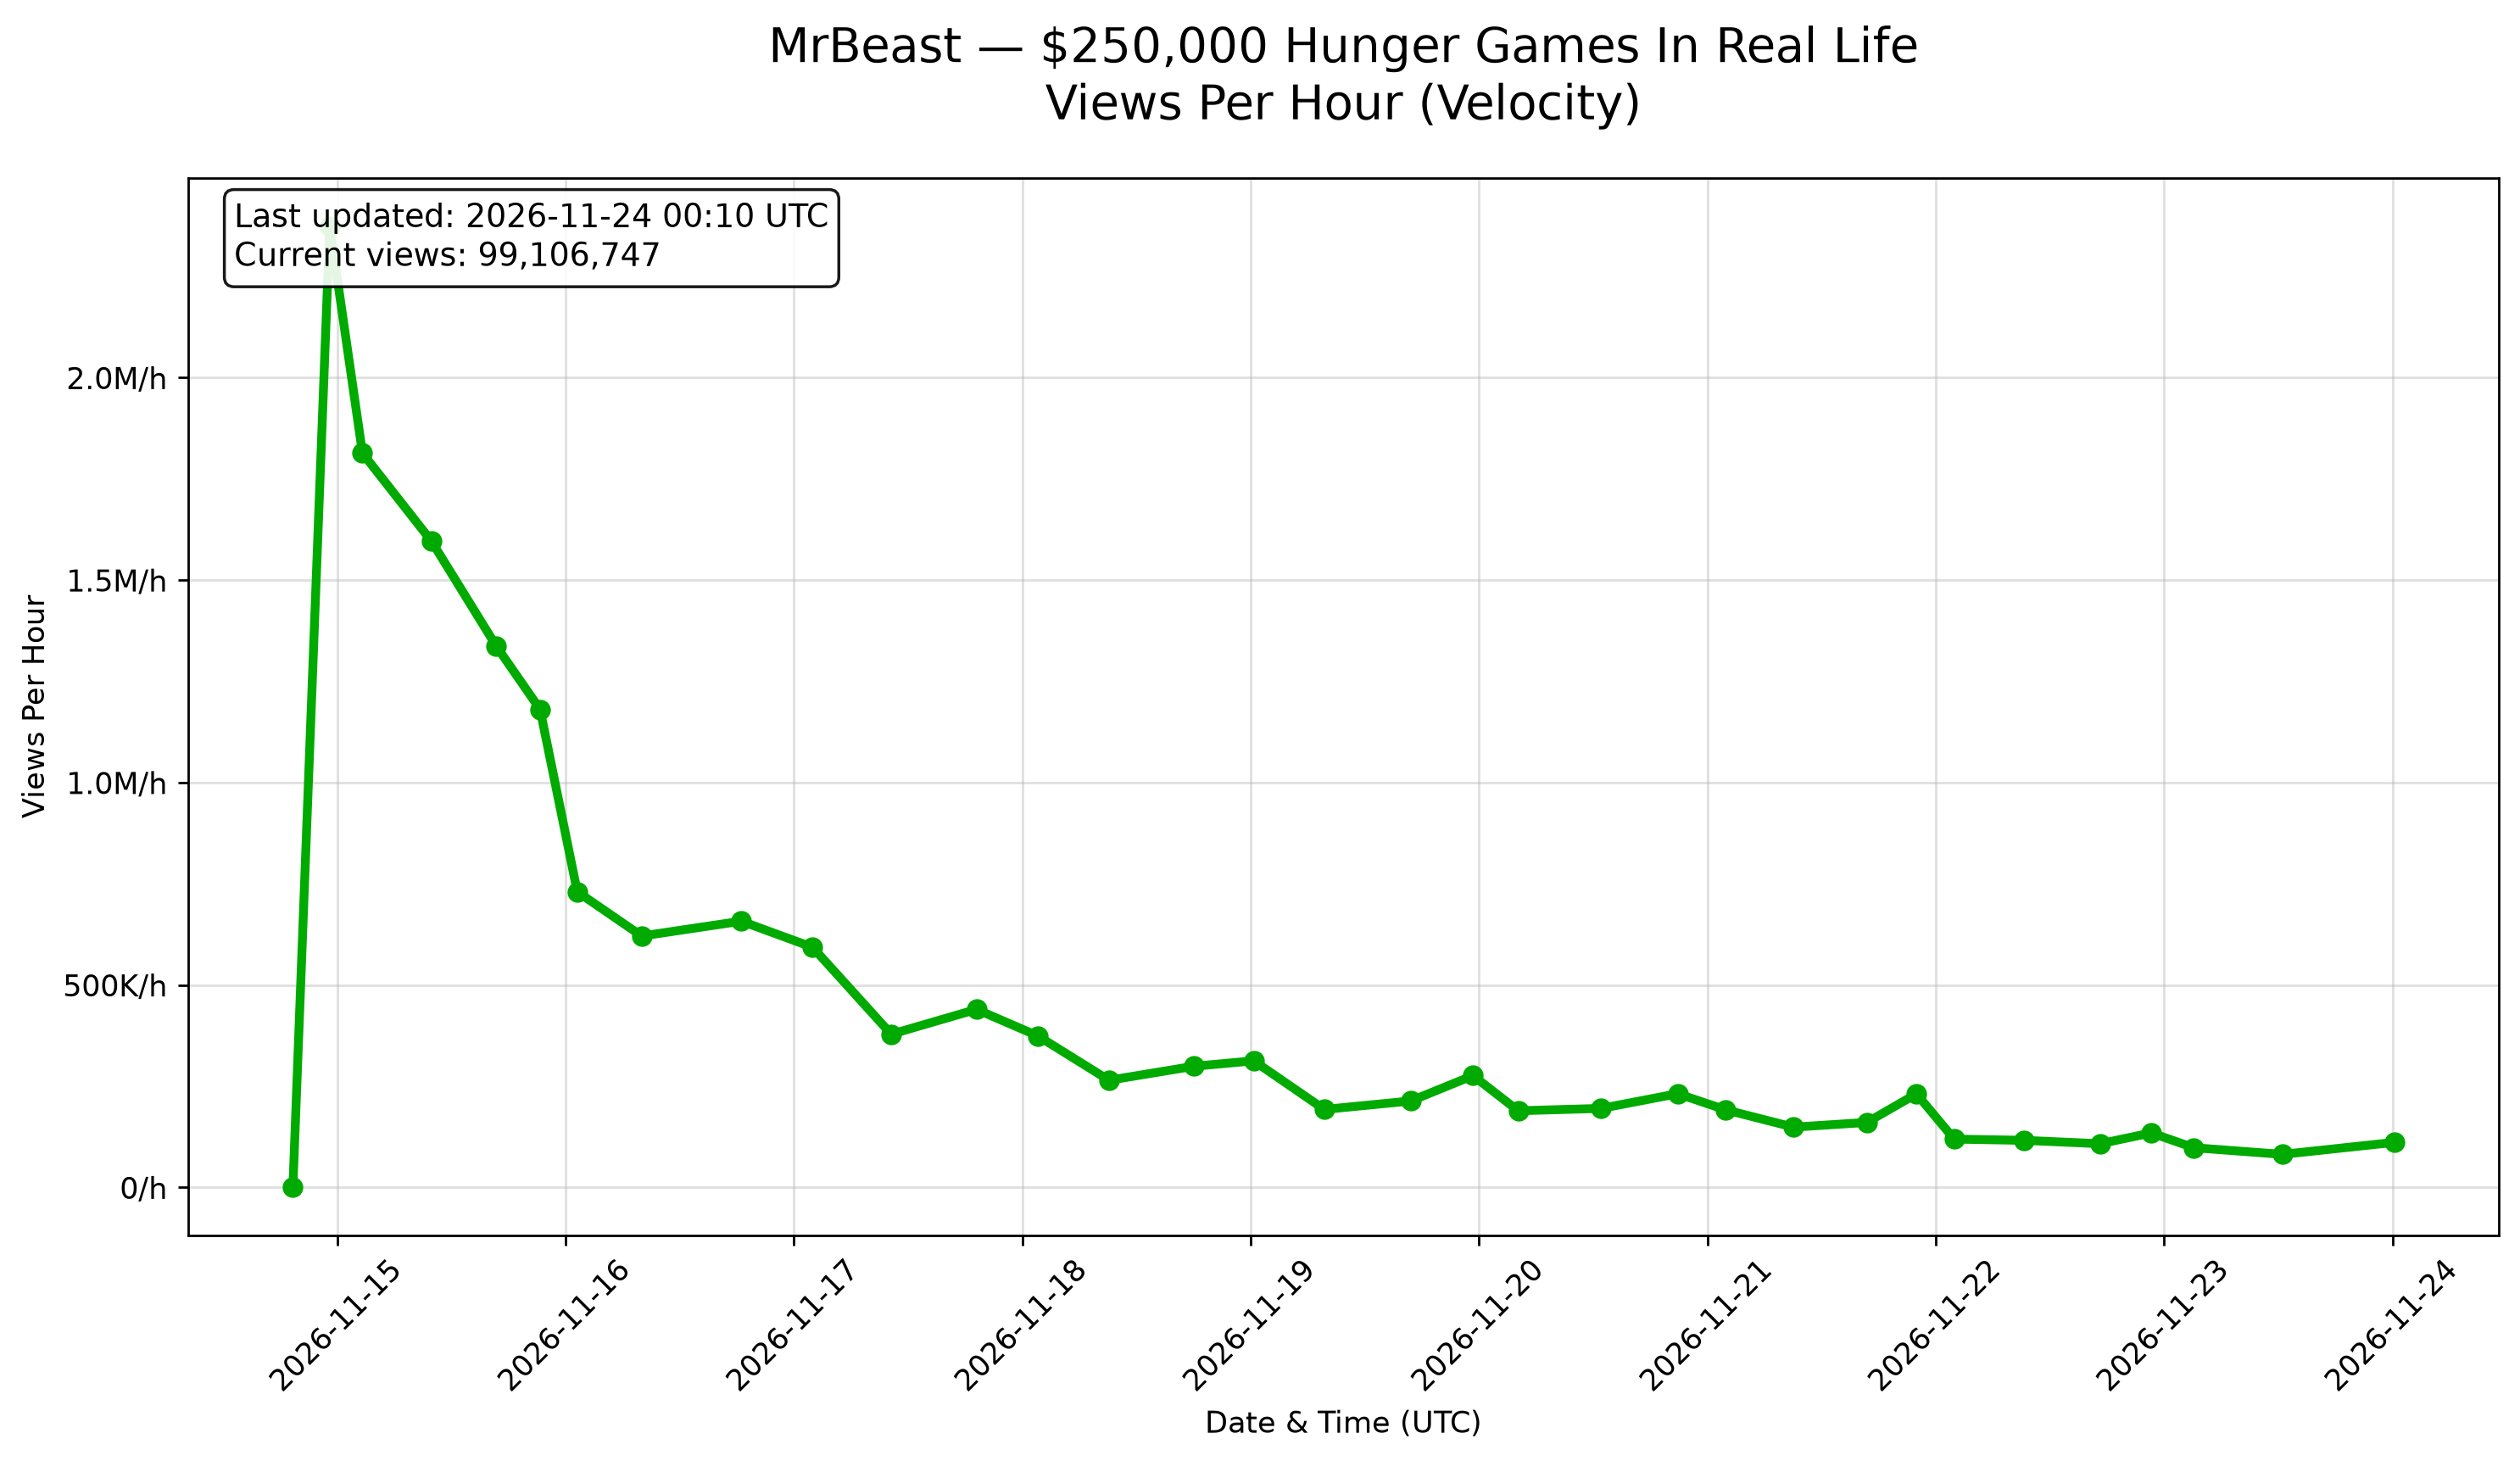 MrBeast — $250,000 Hunger Games In Real Life
Views Per Hour (Velocity)
Last updated: 2026-11-24 00:10 UTC
Current views: 99,106,747
2.0M/h
1.5M/h
1.0M/h
500K/h
0/h
Views Per Hour
2026-11-15
2026-11-16
2026-11-17
2026-11-18
2026-11-19
2026-11-20
2026-11-21
2026-11-22
2026-11-23
2026-11-24
Date & Time (UTC)